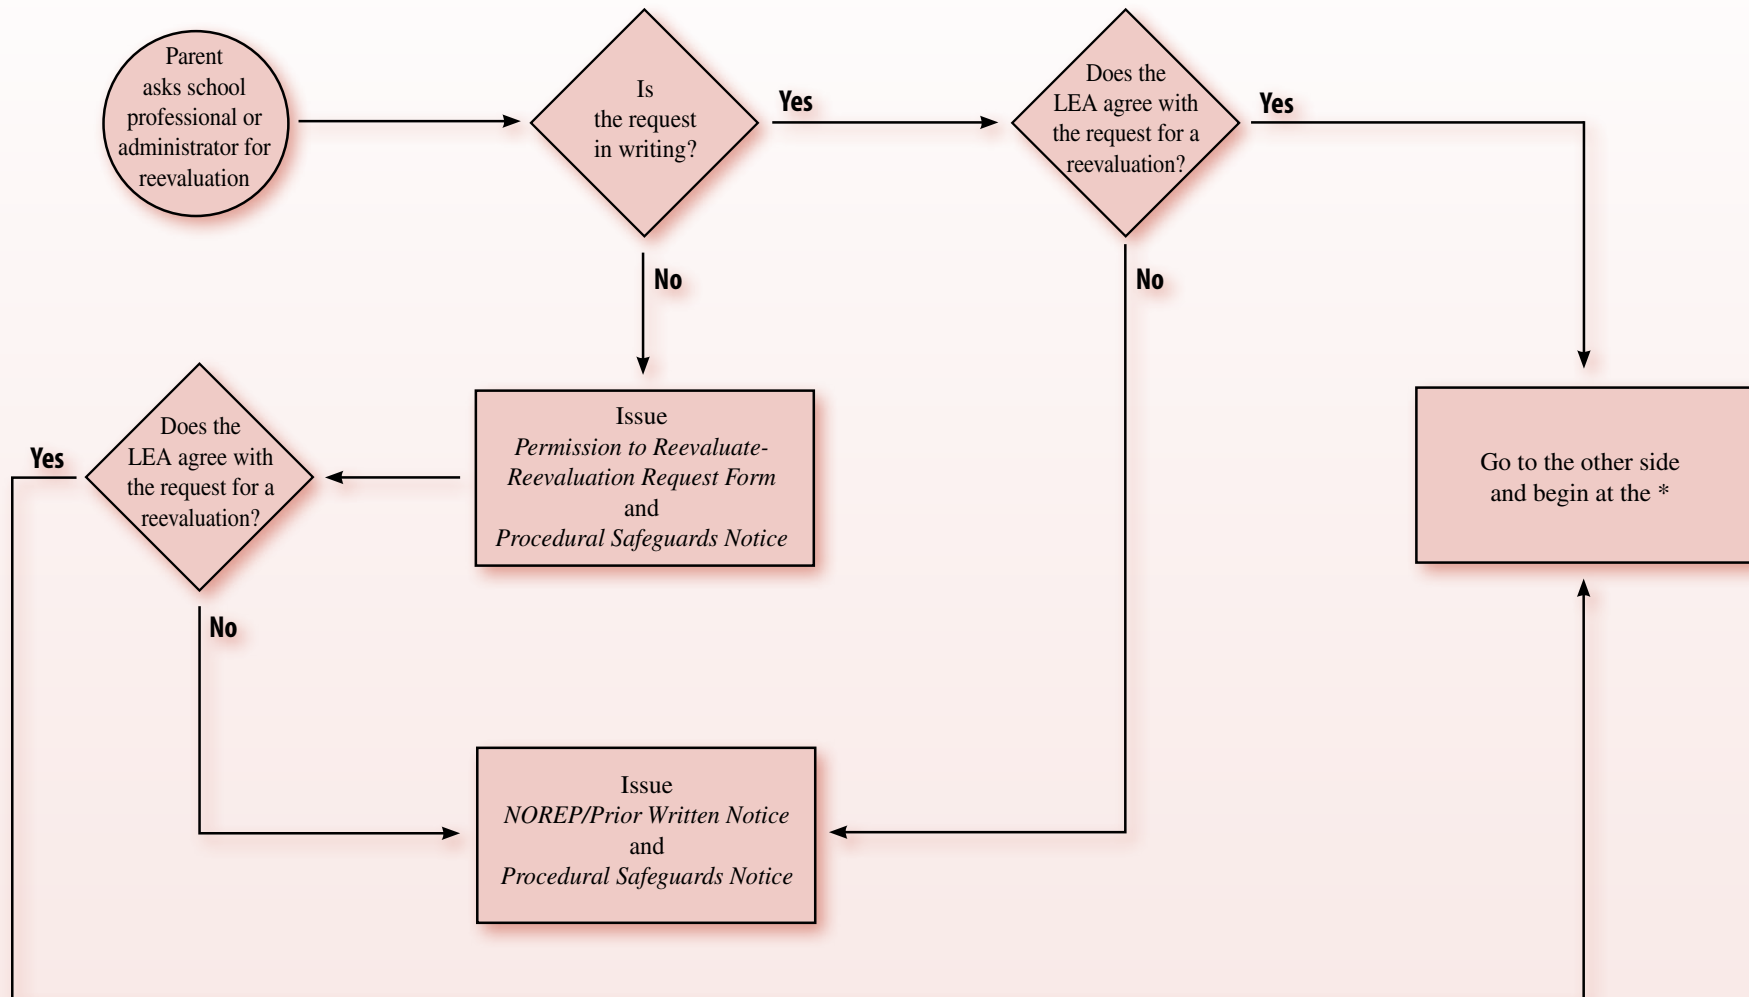 Parent
asks school
professional or
administrator for
reevaluation
Is
the request
in writing?
Yes
Does the
LEA agree with
the request for a
reevaluation?
Yes
No
No
Yes
Does the
LEA agree with
the request for a
reevaluation?
Issue
Permission to Reevaluate-
Reevaluation Request Form
and
Procedural Safeguards Notice
Go to the other side
and begin at the *
No
Issue
NOREP/Prior Written Notice
and
Procedural Safeguards Notice